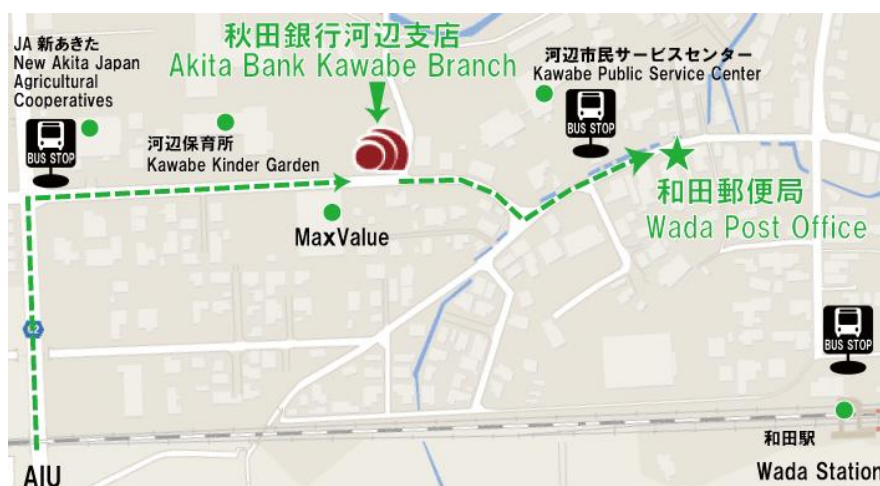 JA 新あきた
New Akita Japan
Agricultural
Cooperatives
BUS STOP
河辺保育所
Kawabe Kinder Garden
秋田銀行河辺支店
Akita Bank Kawabe Branch
MaxValue
河辺市民サービスセンター
Kawabe Public Service Center
BUS STOP
和田郵便局
Wada Post Office
62
BUS STOP
和田駅
Wada Station
AIU